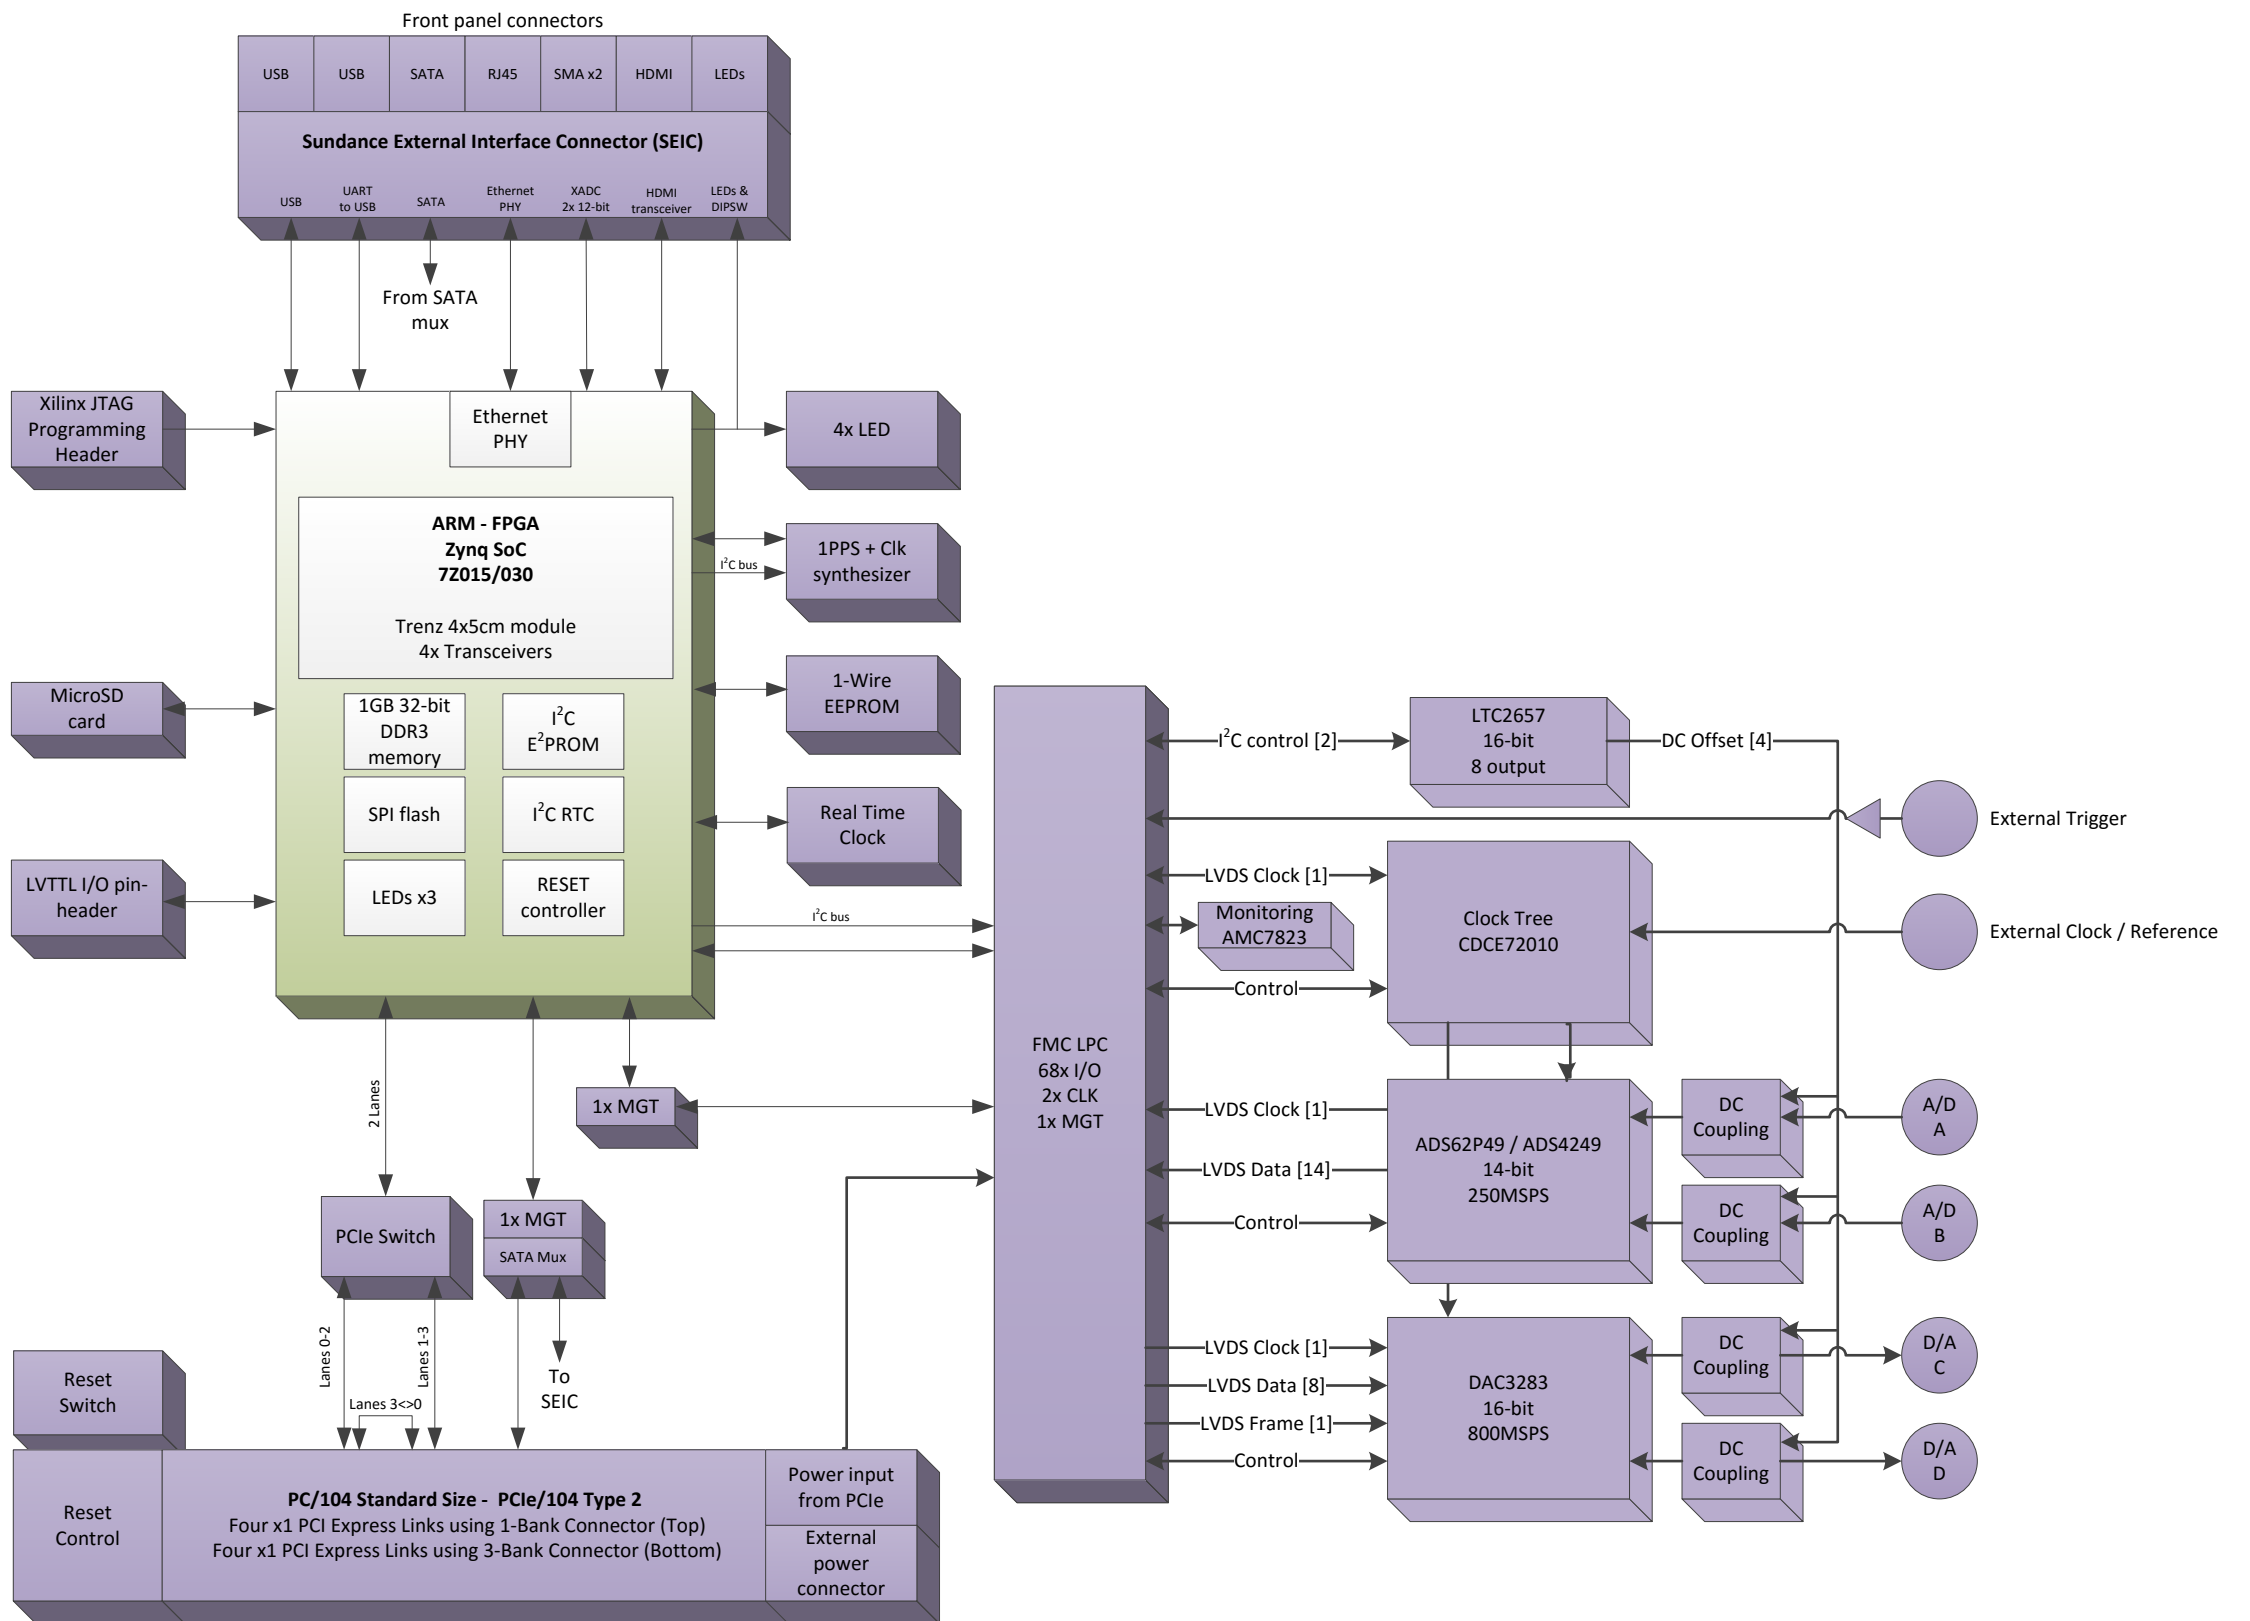 Front panel connectors
USB
USB
SATA
RJ45
SMA x2
HDMI
LEDs
Sundance External Interface Connector (SEIC)
USB
UART
to USB
SATA
Ethernet
PHY
XADC
2x 12-bit
HDMI
transceiver
LEDs &
DIPSW
From SATA
mux
Xilinx JTAG
Programming
Header
Ethernet
PHY
4x LED
ARM - FPGA
Zynq SoC
7Z015/030
Trenz 4x5cm module
4x Transceivers
I²C bus
1PPS + Clk
synthesizer
MicroSD
card
1GB 32-bit
DDR3
memory
I²C
E²PROM
1-Wire
EEPROM
SPI flash
I²C RTC
Real Time
Clock
LVTTL I/O pin-
header
LEDs x3
RESET
controller
I²C bus
2 Lanes
1x MGT
PCIe Switch
1x MGT
SATA Mux
Lanes 0-2
Lanes 1-3
Lanes 3<>0
To
SEIC
Reset
Switch
Reset
Control
PC/104 Standard Size - PCIe/104 Type 2
Four x1 PCI Express Links using 1-Bank Connector (Top)
Four x1 PCI Express Links using 3-Bank Connector (Bottom)
Power input
from PCIe
External
power
connector
FMC LPC
68x I/O
2x CLK
1x MGT
I²C control [2]
LTC2657
16-bit
8 output
DC Offset [4]
External Trigger
LVDS Clock [1]
Monitoring
AMC7823
Control
Clock Tree
CDCE72010
External Clock / Reference
LVDS Clock [1]
LVDS Data [14]
Control
ADS62P49 / ADS4249
14-bit
250MSPS
DC
Coupling
A/D
A
DC
Coupling
A/D
B
LVDS Clock [1]
LVDS Data [8]
LVDS Frame [1]
Control
DAC3283
16-bit
800MSPS
DC
Coupling
D/A
C
DC
Coupling
D/A
D